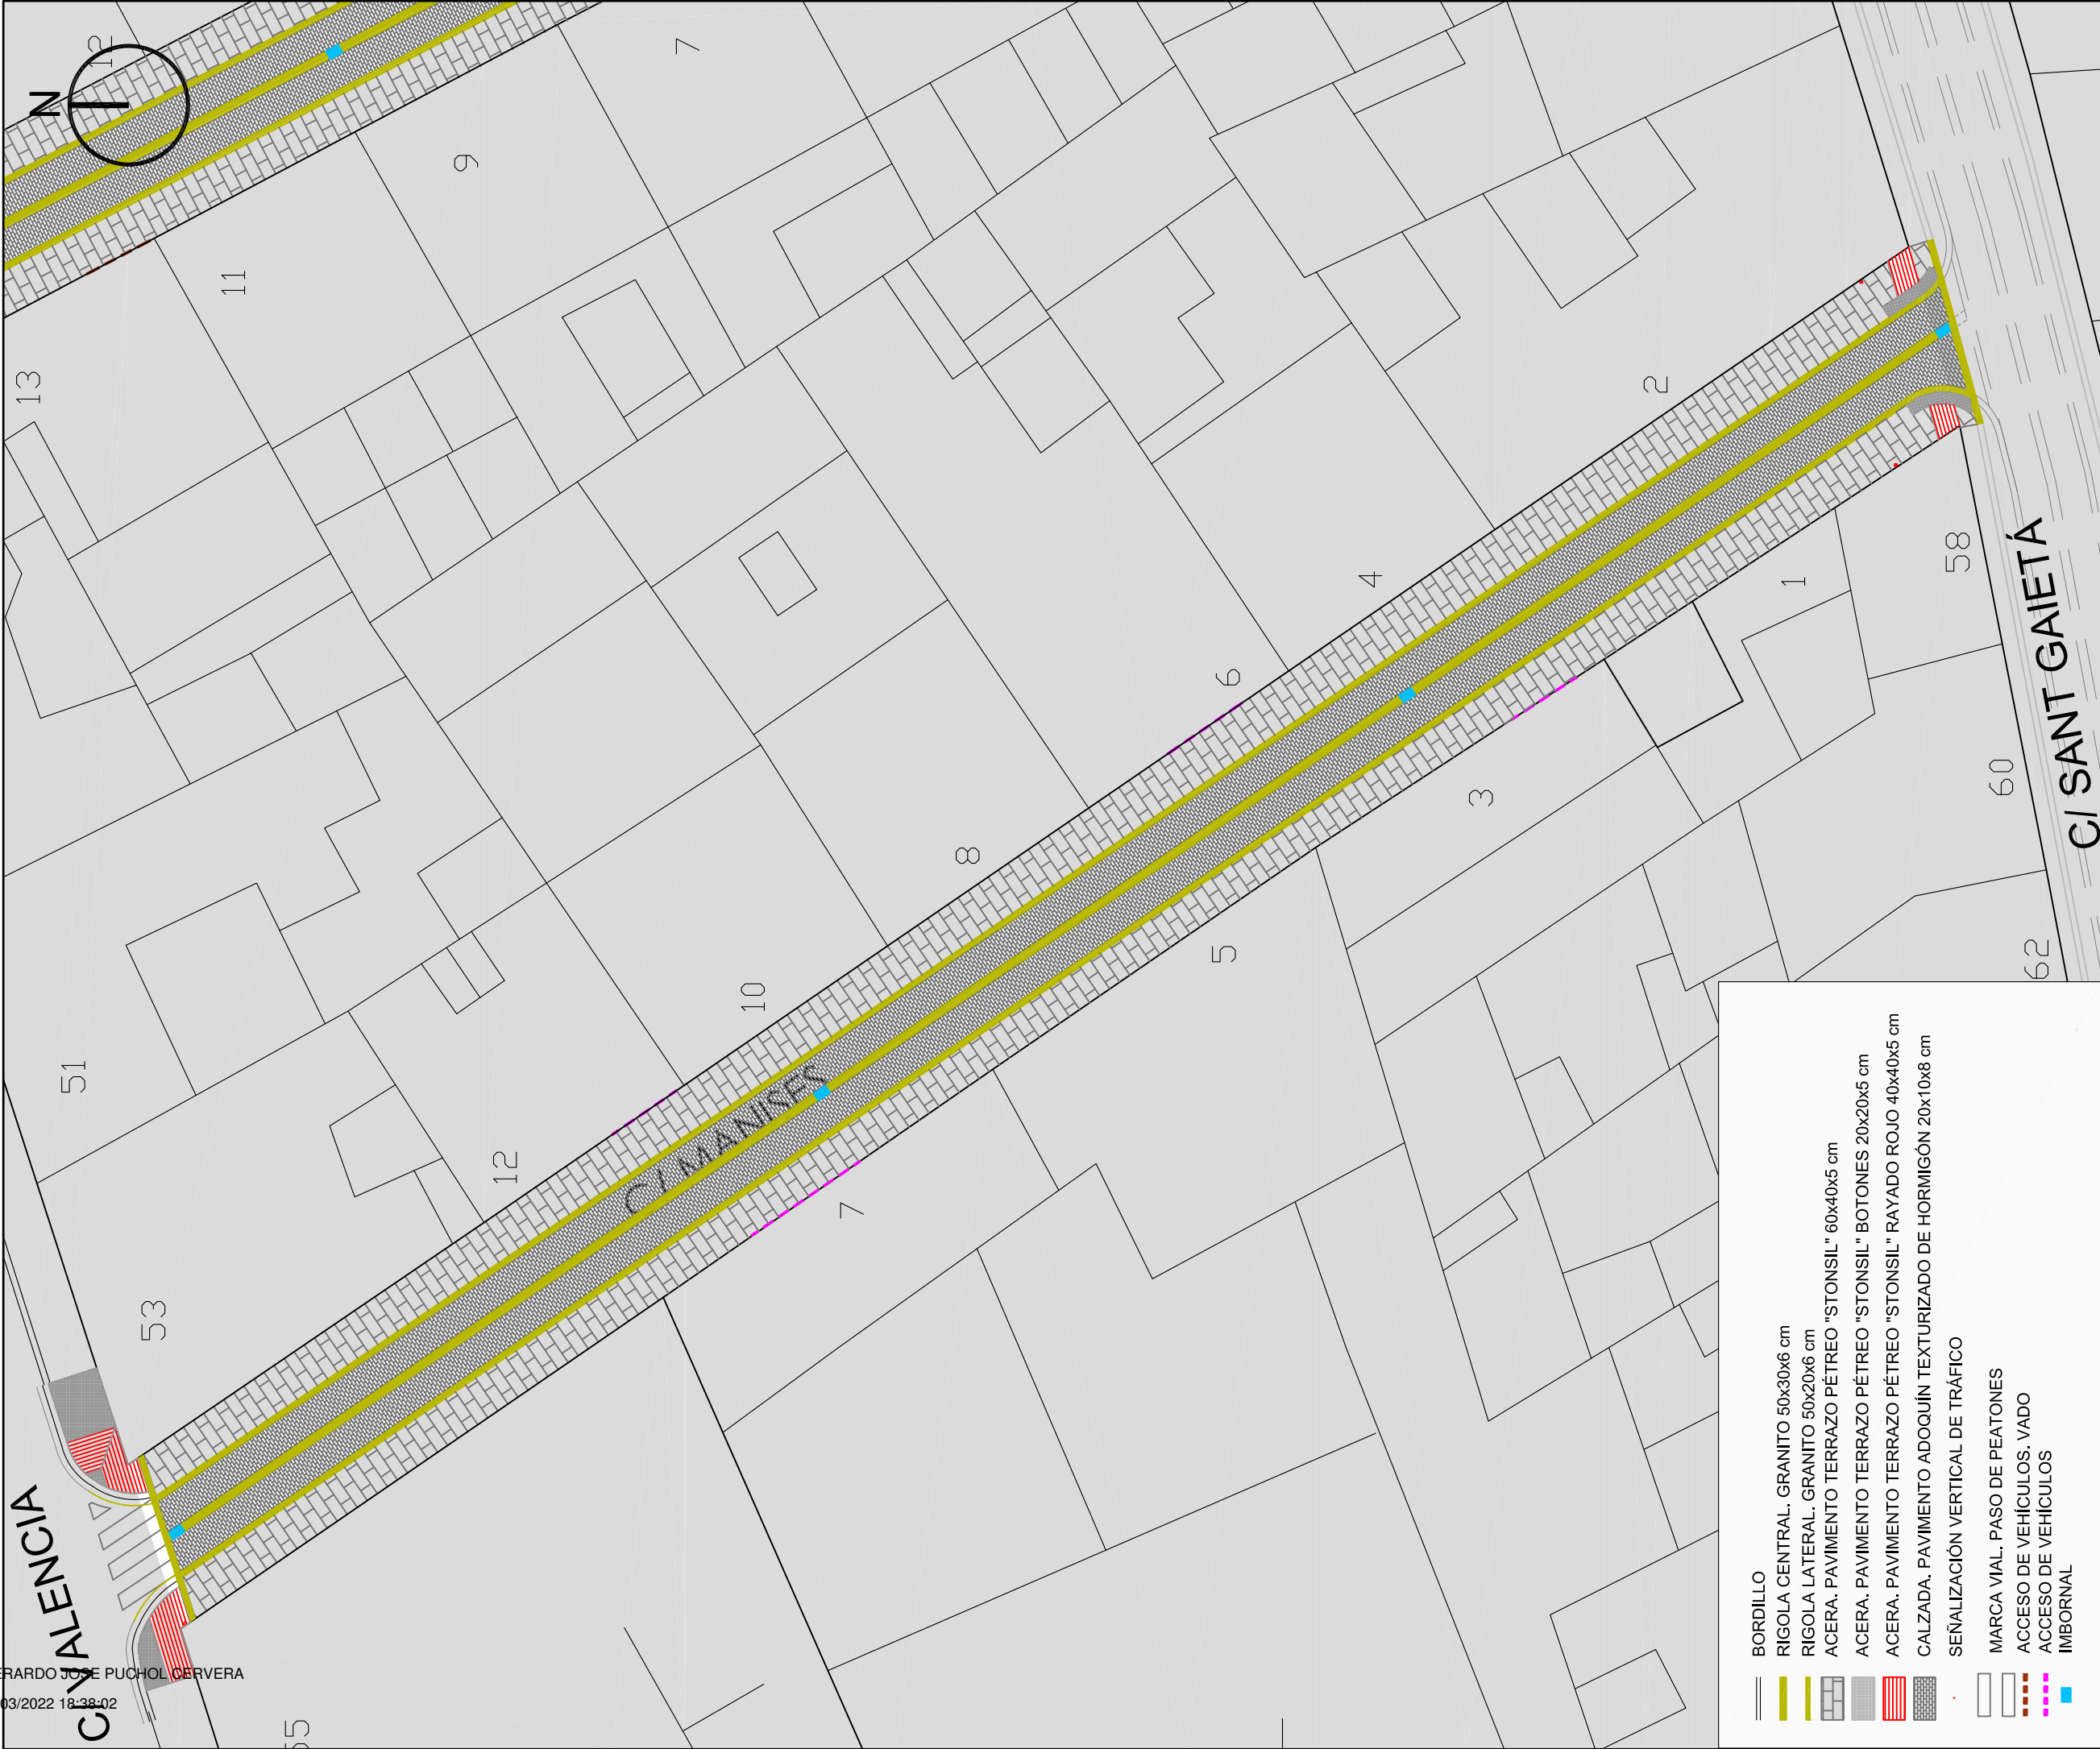 N
12
7
9
11
13
2
4
6
8
10
12
51
53
55
1
3
5
7
58
60
62
C/ MANISES
C/ SANT GAIETÁ
C/ VALENCIA
ERARDO JOSE PUCHOL CERVERA
03/2022 18:38:02
BORDILLO
RIGOLA CENTRAL. GRANITO 50x30x6 cm
RIGOLA LATERAL. GRANITO 50x20x6 cm
ACERA. PAVIMENTO TERRAZO PÉTREO "STONSIL" 60x40x5 cm
ACERA. PAVIMENTO TERRAZO PÉTREO "STONSIL" BOTONES 20x20x5 cm
ACERA. PAVIMENTO TERRAZO PÉTREO "STONSIL" RAYADO ROJO 40x40x5 cm
CALZADA. PAVIMENTO ADOQUÍN TEXTURIZADO DE HORMIGÓN 20x10x8 cm
SEÑALIZACIÓN VERTICAL DE TRÁFICO
MARCA VIAL. PASO DE PEATONES
ACCESO DE VEHÍCULOS. VADO
ACCESO DE VEHÍCULOS
IMBORNAL